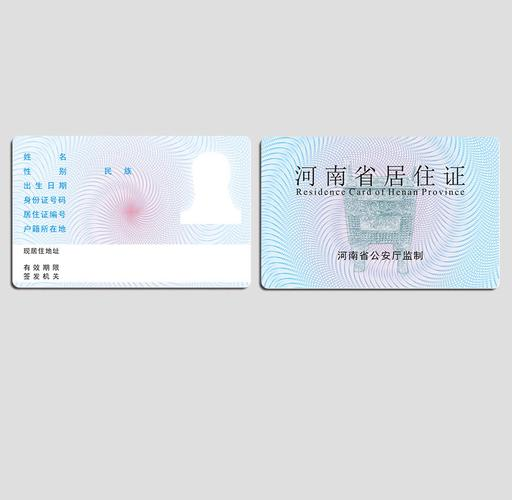 姓 名
性 别 民 族
出生日期
身份证号码
居住证编号
户籍所在地
现居住地址
有效期限
签发机关
河南省居住证
Residence Card of Henan Province
河南省公安厅监制